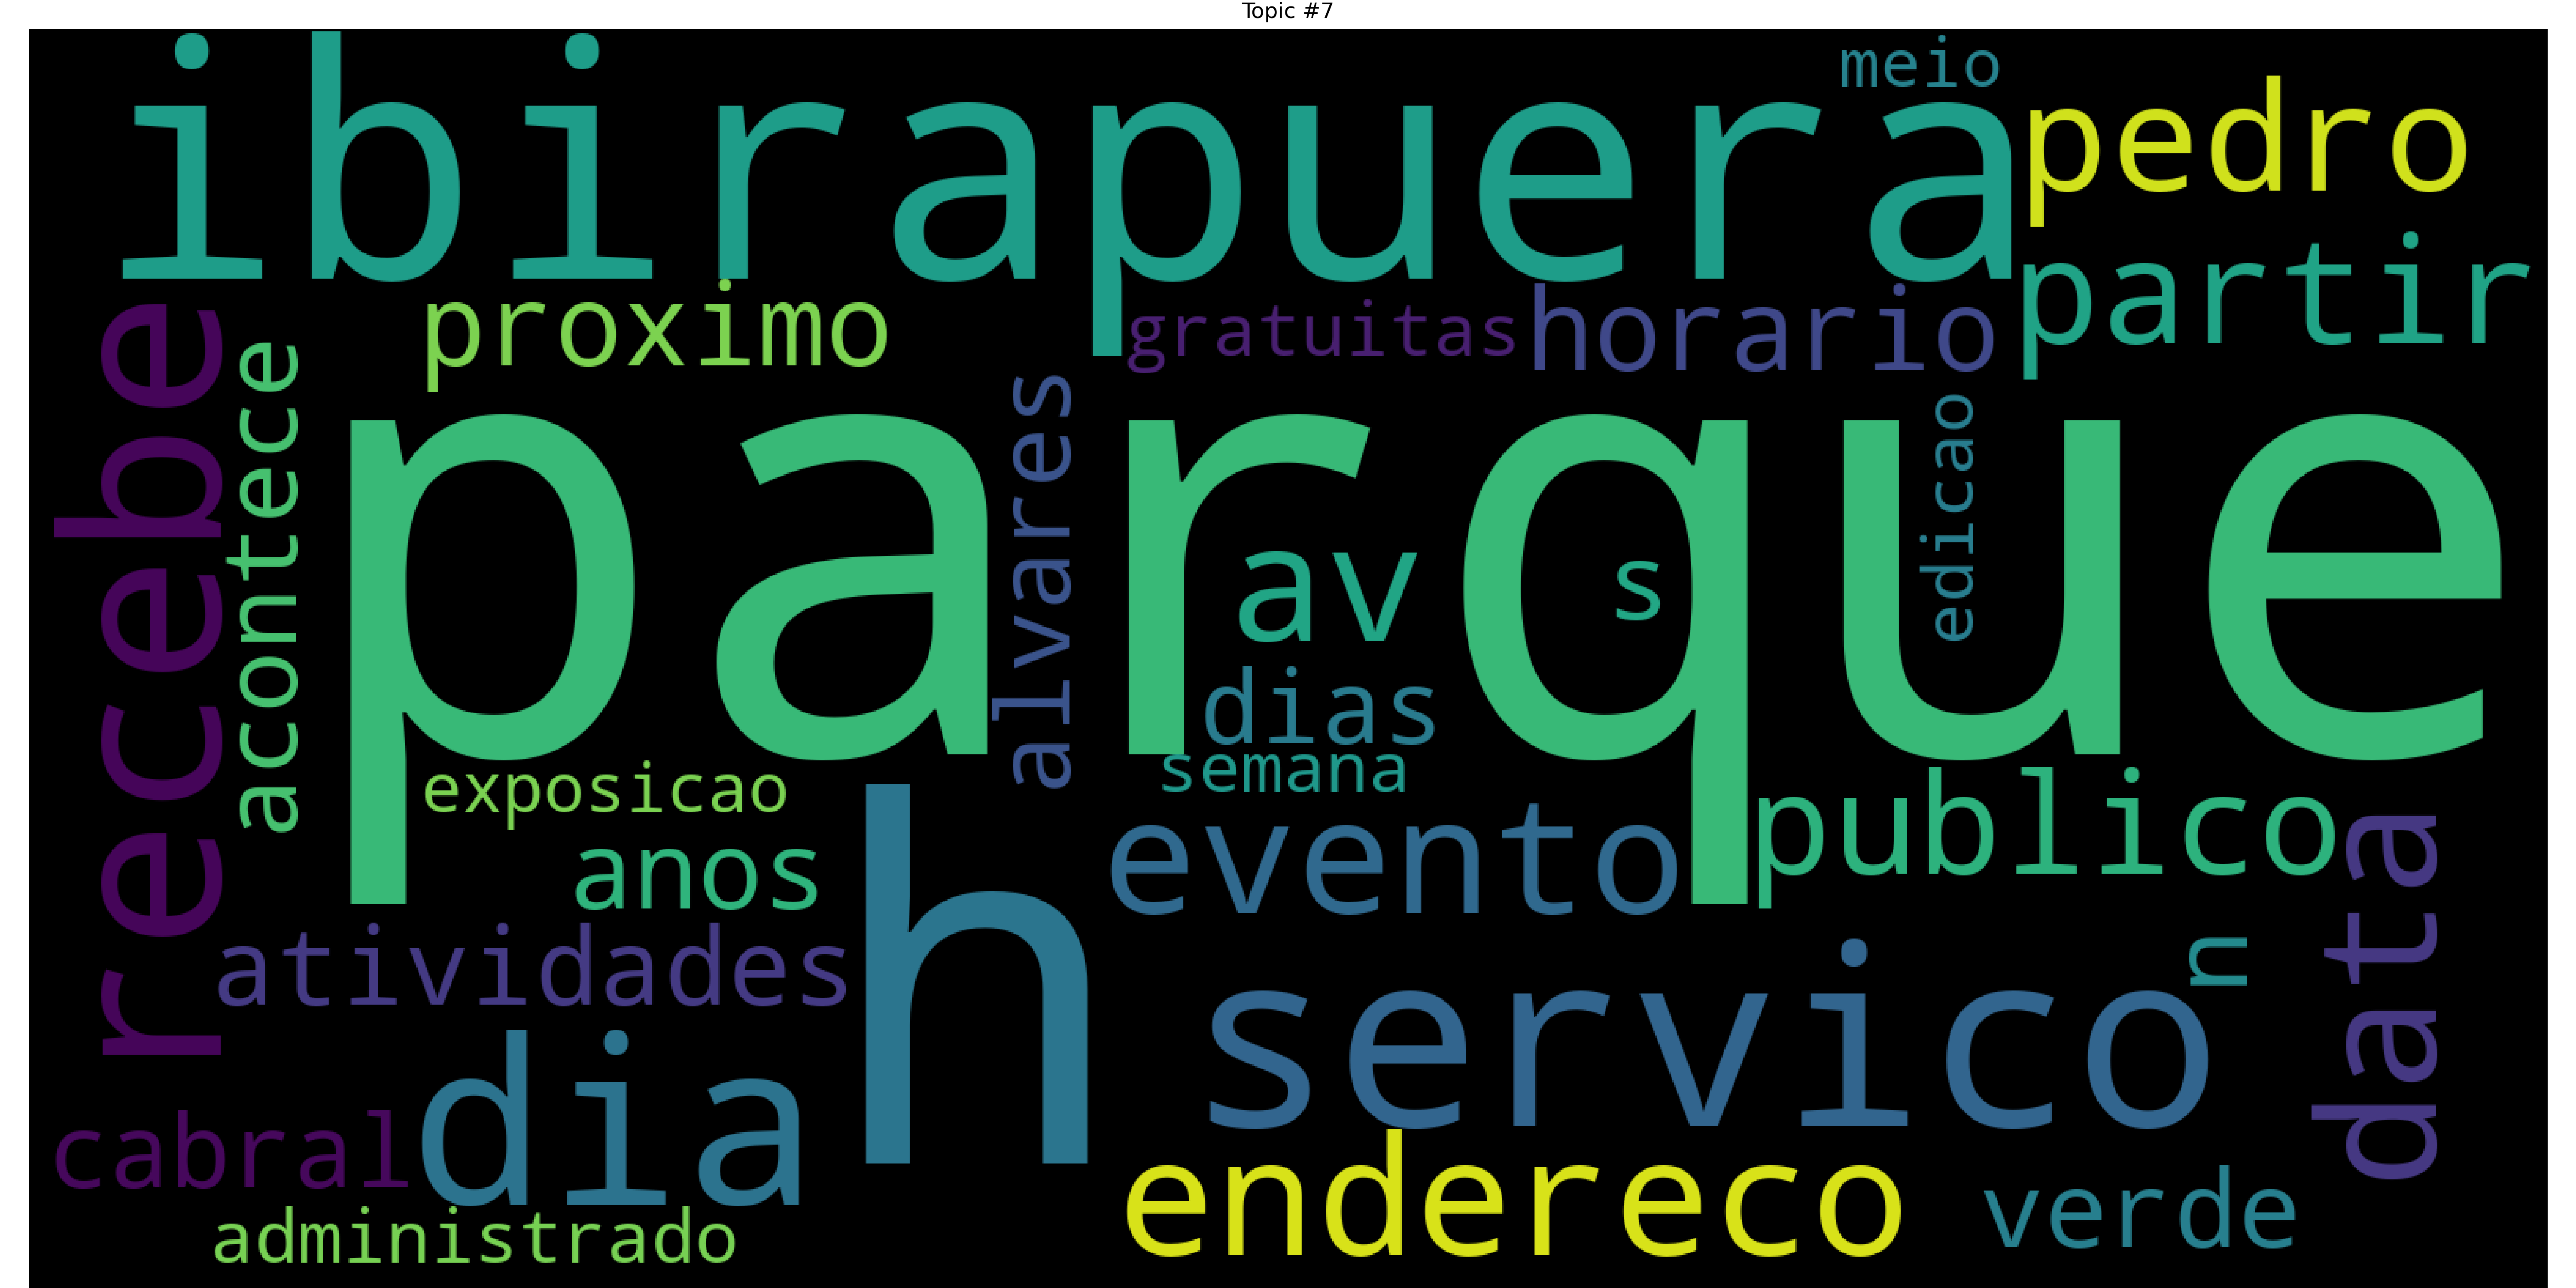 Topic #7
meio
ibirapuera
pedro
partir
proximo
gratuitas
horario
recebe
acontece
alvares
edicao
parque
av
s
dias
semana
exposicao
anos
evento
publico
h
atividades
n
data
servico
dia
cabral
endereco
verde
administrado